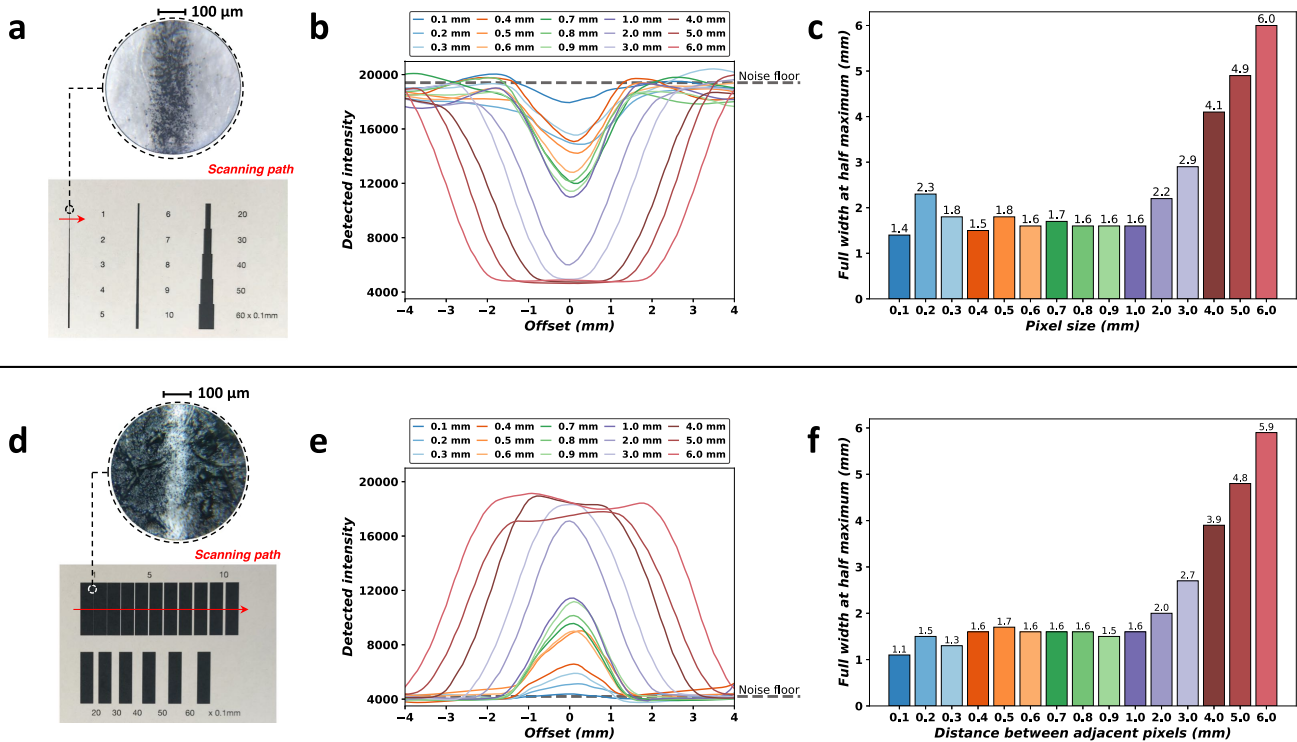 a
100 μm
Scanning path
1 6 20
2 7 30
3 8 40
4 9 50
5 10 60 x 0.1mm
b
0.1 mm 0.4 mm 0.7 mm 1.0 mm 4.0 mm
0.2 mm 0.5 mm 0.8 mm 2.0 mm 5.0 mm
0.3 mm 0.6 mm 0.9 mm 3.0 mm 6.0 mm
Detected intensity
20000
16000
12000
8000
4000
Noise floor
−4 −3 −2 −1 0 1 2 3 4
Offset (mm)
c
Full width at half maximum (mm)
6
5
4
3
2
1
0
1.4 2.3 1.8 1.5 1.8 1.6 1.7 1.6 1.6 1.6 2.2 2.9 4.1 4.9 6.0
0.1 0.2 0.3 0.4 0.5 0.6 0.7 0.8 0.9 1.0 2.0 3.0 4.0 5.0 6.0
Pixel size (mm)
d
100 μm
Scanning path
5 10
20 30 40 50 60 x 0.1mm
e
0.1 mm 0.4 mm 0.7 mm 1.0 mm 4.0 mm
0.2 mm 0.5 mm 0.8 mm 2.0 mm 5.0 mm
0.3 mm 0.6 mm 0.9 mm 3.0 mm 6.0 mm
Detected intensity
20000
16000
12000
8000
4000
Noise floor
−4 −3 −2 −1 0 1 2 3 4
Offset (mm)
f
Full width at half maximum (mm)
6
5
4
3
2
1
0
1.1 1.5 1.3 1.6 1.7 1.6 1.6 1.6 1.5 1.6 2.0 2.7 3.9 4.8 5.9
0.1 0.2 0.3 0.4 0.5 0.6 0.7 0.8 0.9 1.0 2.0 3.0 4.0 5.0 6.0
Distance between adjacent pixels (mm)